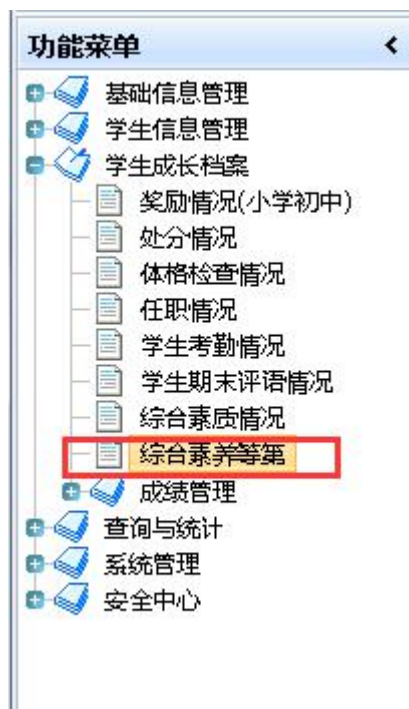 功能菜单
基础信息管理
学生信息管理
学生成长档案
奖励情况(小学初中)
处分情况
体格检查情况
任职情况
学生考勤情况
学生期末评语情况
综合素质情况
综合素养等第
成绩管理
查询与统计
系统管理
安全中心